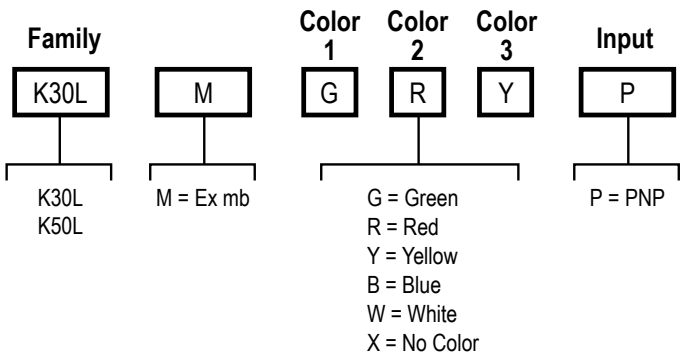 Family
Color 1
Color 2
Color 3
Input
K30L
M
G
R
Y
P
K30L
K50L
M = Ex mb
G = Green
R = Red
Y = Yellow
B = Blue
W = White
X = No Color
P = PNP